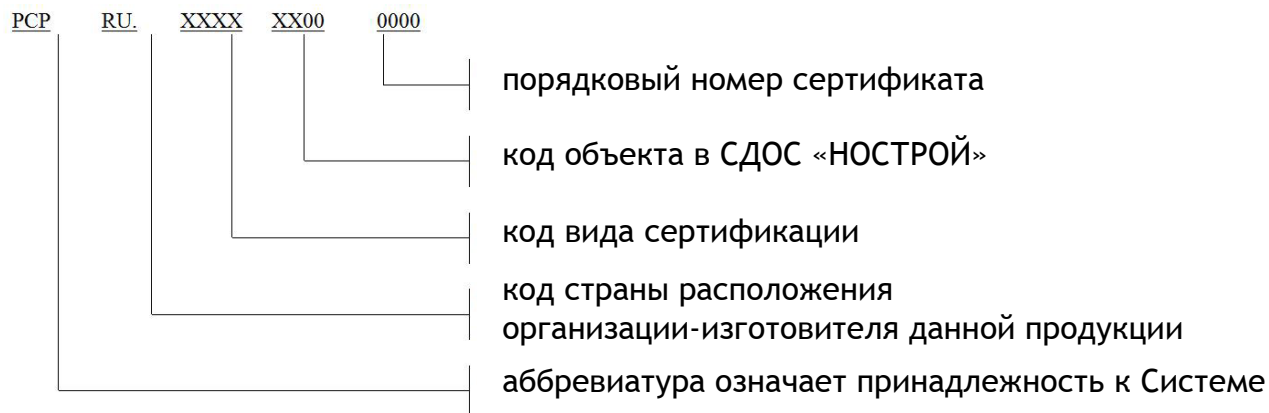 РСР RU. XXXX XX00 0000
порядковый номер сертификата
код объекта в СДОС «НОСТРОЙ»
код вида сертификации
код страны расположения
организации-изготовителя данной продукции
аббревиатура означает принадлежность к Системе